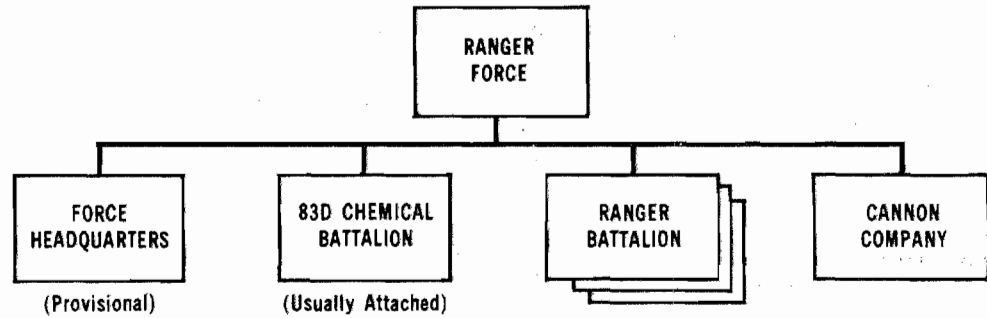 RANGER
FORCE
FORCE
HEADQUARTERS
(Provisional)
83D CHEMICAL
BATTALION
(Usually Attached)
RANGER
BATTALION
CANNON
COMPANY